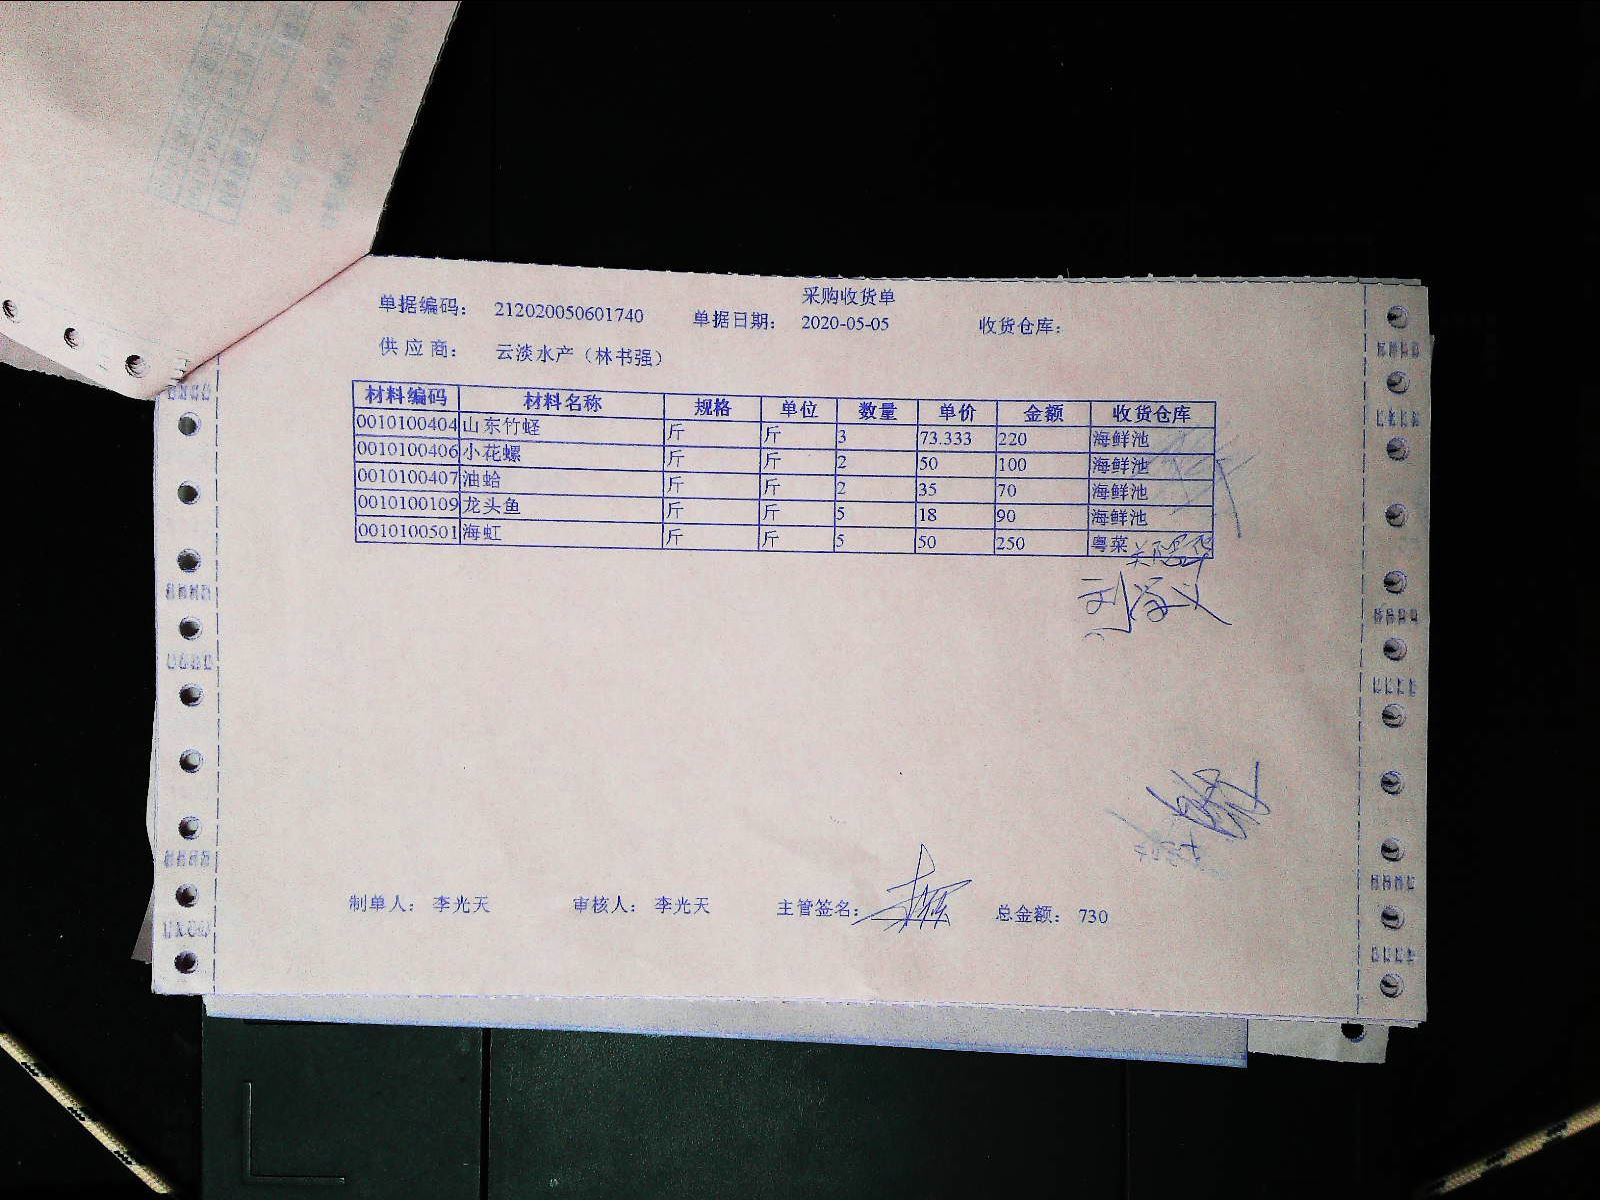 采购收货单
单据编码： 212020050601740 单据日期： 2020-05-05 收货仓库：
供应商： 云淡水产（林书强）
材料编码 材料名称 规格 单位 数量 单价 金额 收货仓库
0010100404 山东竹蛏 斤 斤 3 73.333 220 海鲜池
0010100406 小花螺 斤 斤 2 50 100 海鲜池
0010100407 油蛤 斤 斤 2 35 70 海鲜池
0010100109 龙头鱼 斤 斤 5 18 90 海鲜池
0010100501 海虹 斤 斤 5 50 250 粤菜
制单人： 李光天 审核人： 李光天 主管签名： 总金额： 730